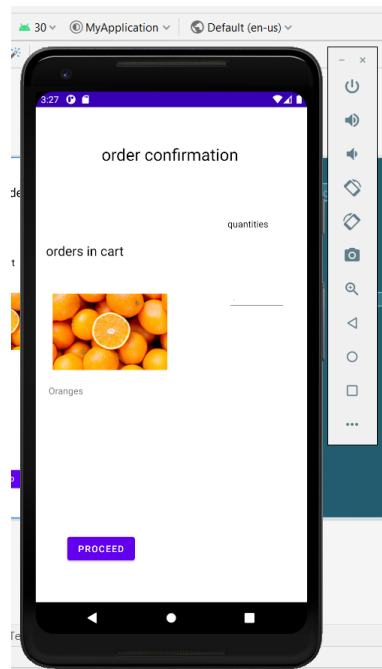 30 MyApplication Default (en-us)
3:27
order confirmation
quantities
orders in cart
Oranges
PROCEED